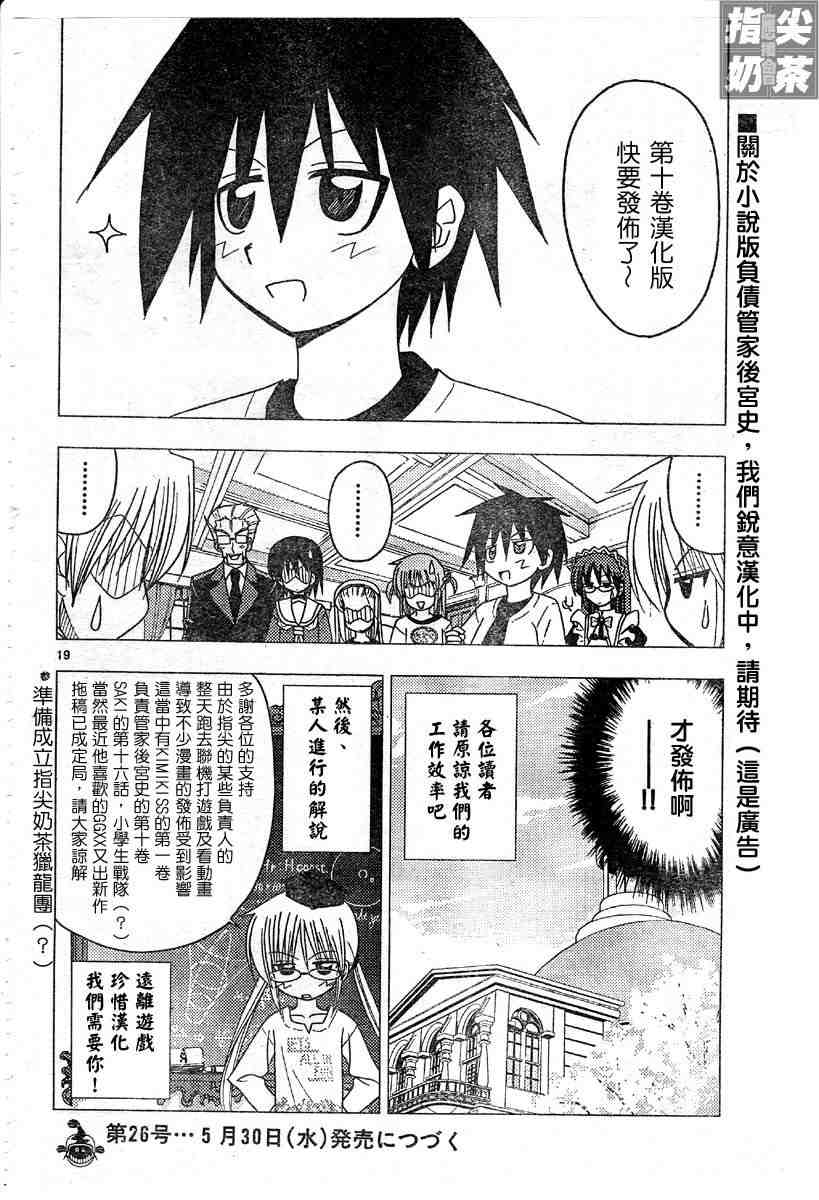 指尖
奶茶
■關於小說版負債管家後宮史，我們銳意漢化中，請期待（這是廣告）
第十卷漢化版
快要發佈了～
………
………
………
19
才發佈啊
——!!
各位讀者
請原諒我們的
工作效率吧
然後、
某人進行的解說
多謝各位的支持
由於指尖的某些負責人的
整天跑去聯機打遊戲及看動畫
導致不少漫畫的發佈受到影響
這當中有KIMIKISS的第一卷
負責管家後宮史的第十卷
SAKI的第十六話，小學生戰隊（？）
當然最近他喜歡的GGXX又出新作
拖稿已成定局，請大家諒解
遠離遊戲
珍惜漢化
我們需要你！
準備成立指尖奶茶獵龍團（？）
第26号…5月30日(水)発売につづく